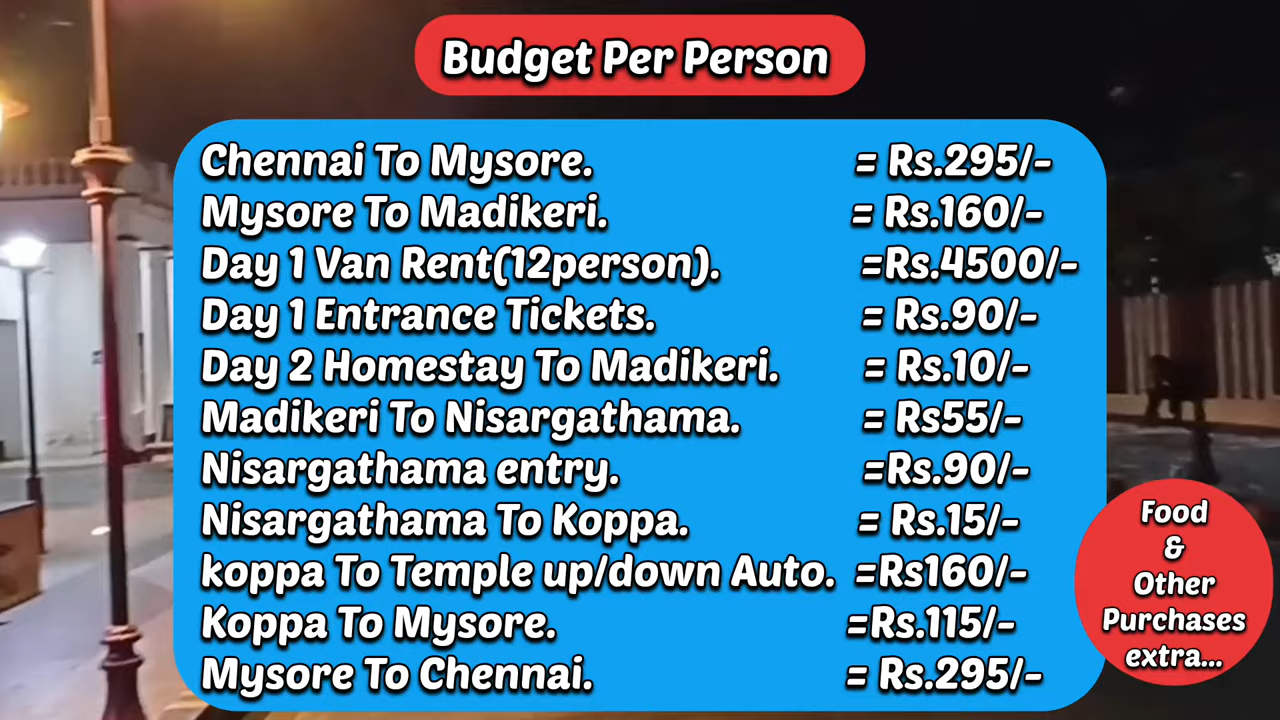 Budget Per Person
Chennai To Mysore. = Rs.295/-
Mysore To Madikeri. = Rs.160/-
Day 1 Van Rent(12person). =Rs.4500/-
Day 1 Entrance Tickets. = Rs.90/-
Day 2 Homestay To Madikeri. = Rs.10/-
Madikeri To Nisargathama. = Rs55/-
Nisargathama entry. =Rs.90/-
Nisargathama To Koppa. = Rs.15/-
koppa To Temple up/down Auto. =Rs160/-
Koppa To Mysore. =Rs.115/-
Mysore To Chennai. = Rs.295/-
Food
&
Other
Purchases
extra...